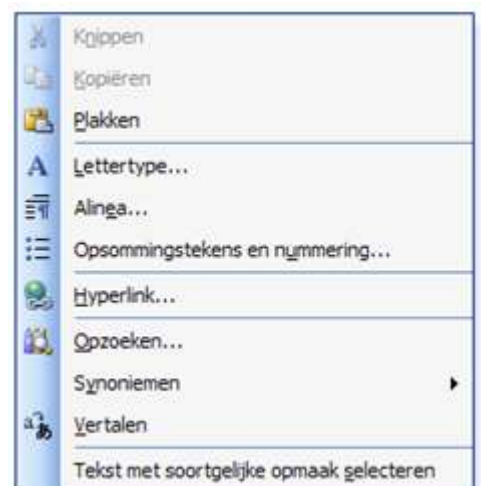 Knippen
Kopiëren
Plakken
Lettertype...
Alinea...
Opsommingstekens en nummering...
Hyperlink...
Opzoeken...
Synoniemen
Vertalen
Tekst met soortgelijke opmaak selecteren